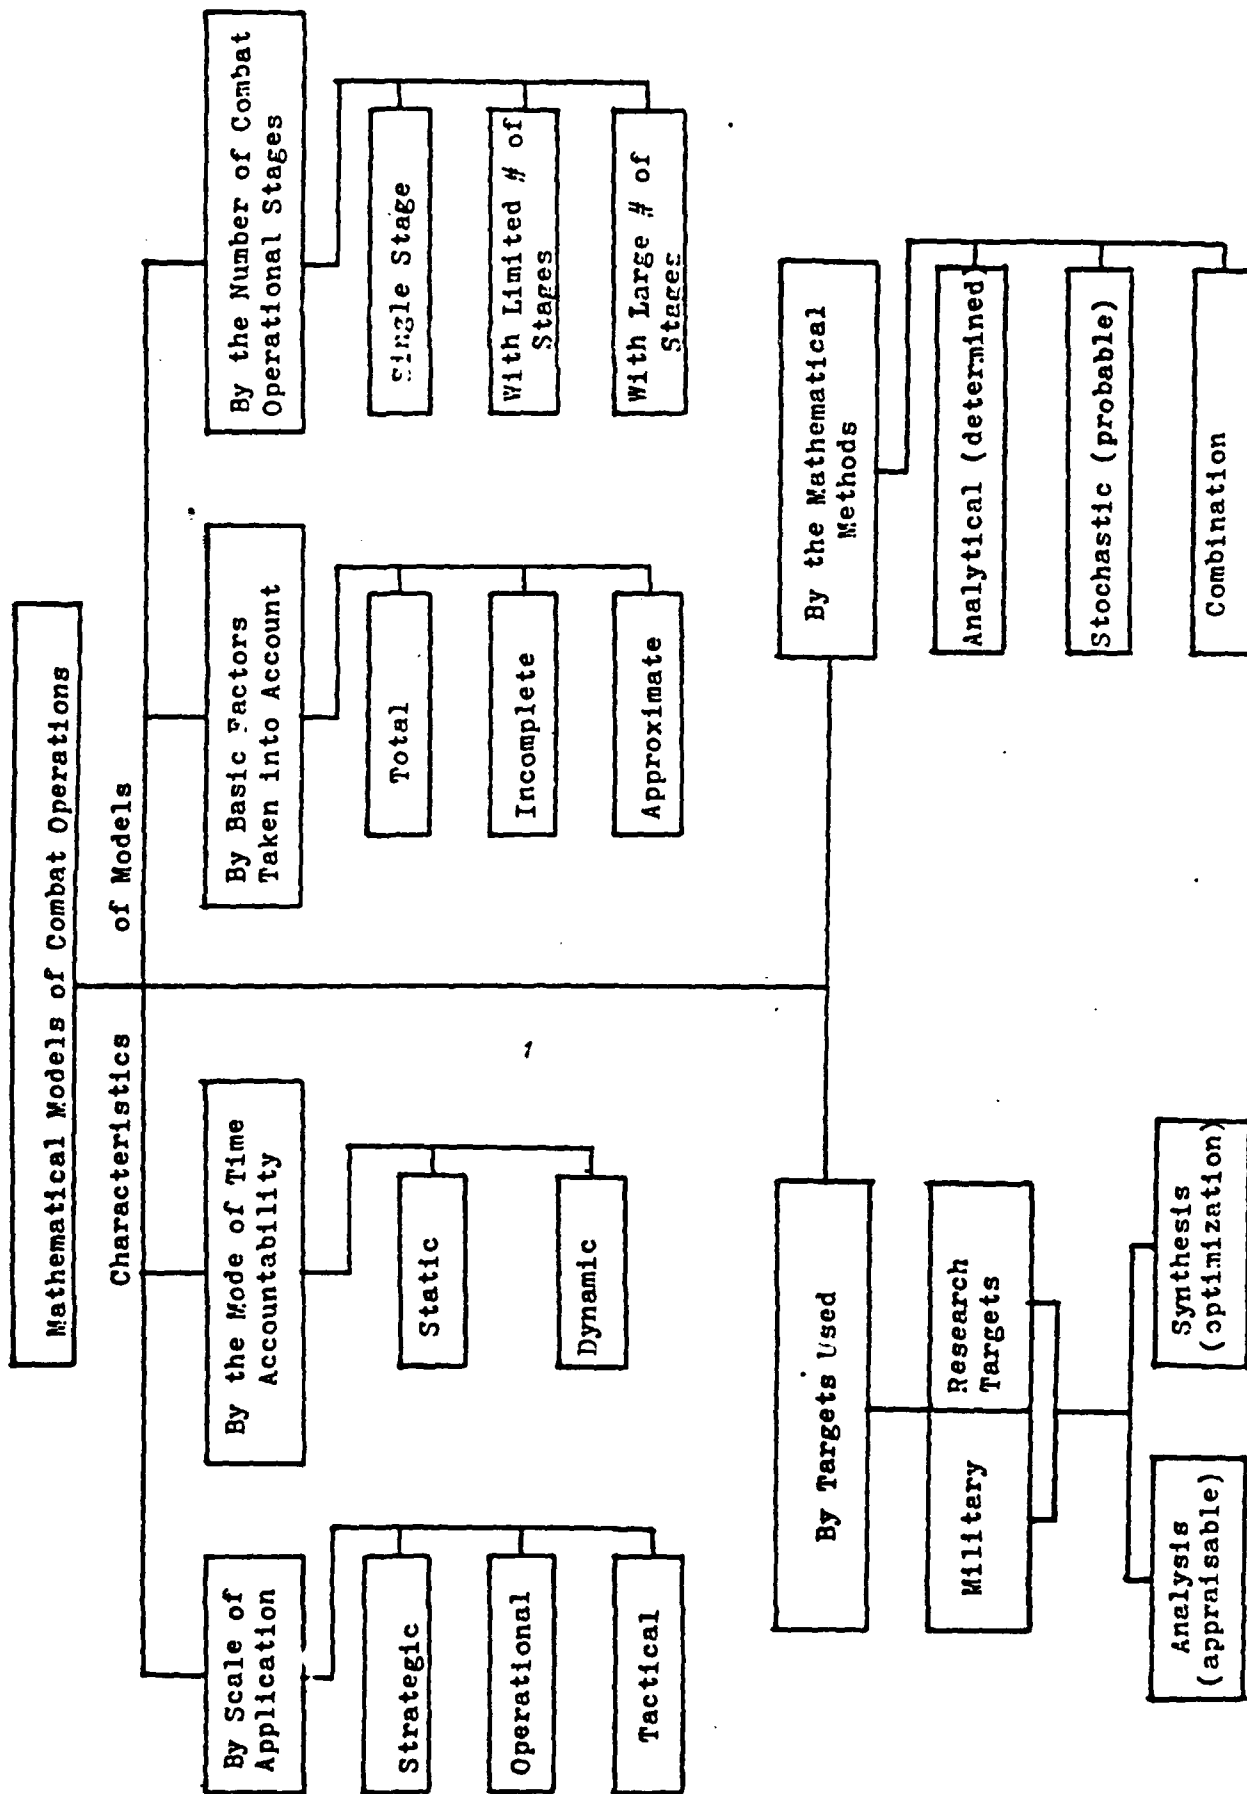 Mathematical Models of Combat Operations
Characteristics of Models
By Scale of
Application
Strategic
Operational
Tactical
By the Mode of Time
Accountability
Static
Dynamic
By Basic Factors
Taken into Account
Total
Incomplete
Approximate
By the Number of Combat
Operational Stages
Single Stage
With Limited # of
Stages
With Large # of
Stages
By Targets Used
Military
Research
Targets
Analysis
(appraisable)
Synthesis
(optimization)
By the Mathematical
Methods
Analytical (determined)
Stochastic (probable)
Combination
1